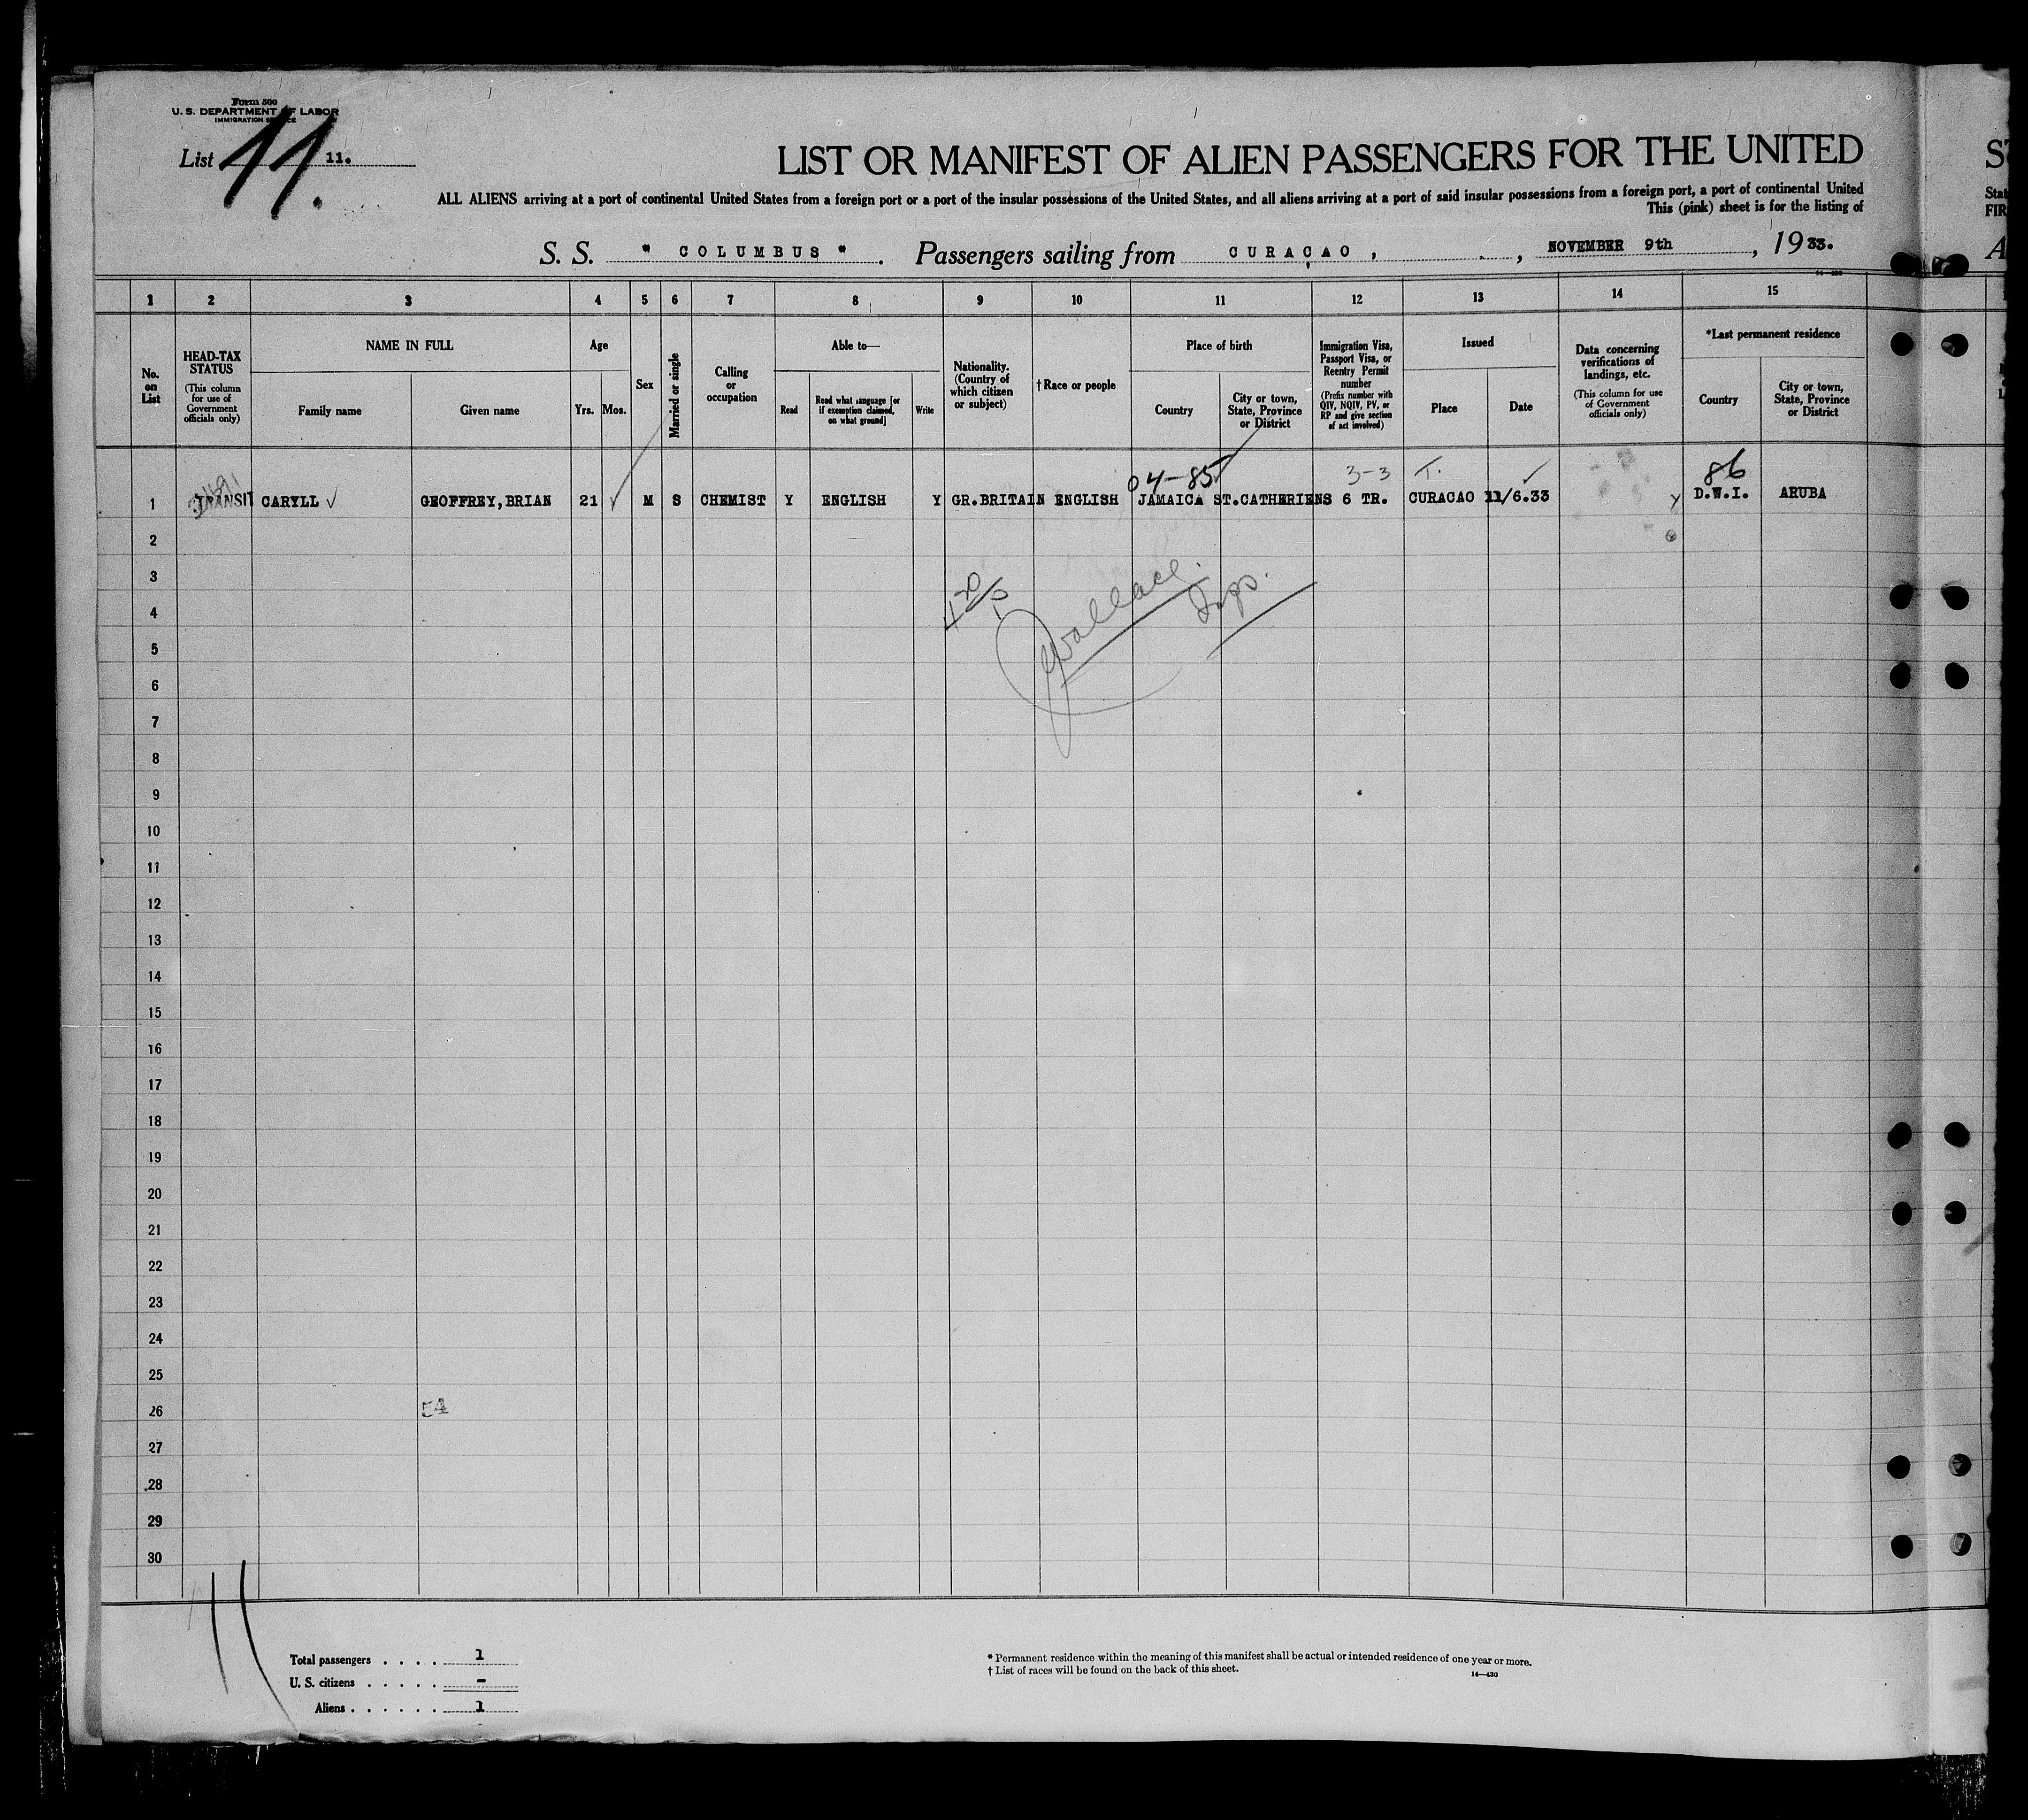 Form 500
U. S. DEPARTMENT OF LABOR
IMMIGRATION SERVICE
List 11. 11.
LIST OR MANIFEST OF ALIEN PASSENGERS FOR THE UNITED
ALL ALIENS arriving at a port of continental United States from a foreign port or a port of the insular possessions of the United States, and all aliens arriving at a port of said insular possessions from a foreign port, a port of continental United
This (pink) sheet is for the listing of
S. S. " COLUMBUS ". Passengers sailing from CURAÇAO, , NOVEMBER 9th , 1933.
1 2 3 4 5 6 7 8 9 10 11 12 13 14 15
No. on List
HEAD-TAX STATUS
(This column for use of Government officials only)
NAME IN FULL
Family name
Given name
Age
Yrs. Mos.
Sex
Married or single
Calling or occupation
Able to—
Read
Read what language [or if exemption claimed, on what ground]
Write
Nationality. (Country of which citizen or subject)
† Race or people
Place of birth
Country
City or town, State, Province or District
Immigration Visa, Passport Visa, or Reentry Permit number
(Prefix number with QIV, NQIV, PV, or RP and give section of act involved)
Issued
Place
Date
Data concerning verifications of landings, etc.
(This column for use of Government officials only)
*Last permanent residence
Country
City or town, State, Province or District
04-85 3-3 T. 86
1 TRANSIT CARYLL GEOFFREY,BRIAN 21 M S CHEMIST Y ENGLISH Y GR.BRITAIN ENGLISH JAMAICA ST.CATHERIENS 6 TR. CURACAO 11/6.33 D.W.I. ARUBA
2
3
4
Wallace.
Insps.
5
6
7
8
9
10
11
12
13
14
15
16
17
18
19
20
21
22
23
24
25
26 54
27
28
29
30
Total passengers . . . . 1
U. S. citizens . . . . . -
Aliens . . . . . . 1
* Permanent residence within the meaning of this manifest shall be actual or intended residence of one year or more.
† List of races will be found on the back of this sheet.
14—430